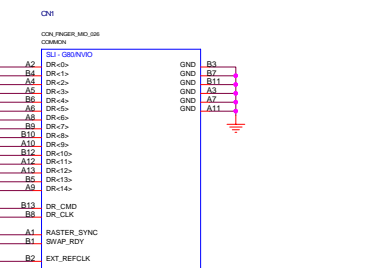 CN1
CON_FINGER_MIO_026
COMMON
SLI - G80/NVIO
A2 DR<0> GND B3
B4 DR<1> GND B7
A4 DR<2> GND B11
A5 DR<3> GND A3
B6 DR<4> GND A7
A6 DR<5> GND A11
A8 DR<6>
B9 DR<7>
B10 DR<8>
A10 DR<9>
B12 DR<10>
A12 DR<11>
A13 DR<12>
B5 DR<13>
A9 DR<14>
B13 DR_CMD
B8 DR_CLK
A1 RASTER_SYNC
B1 SWAP_RDY
B2 EXT_REFCLK